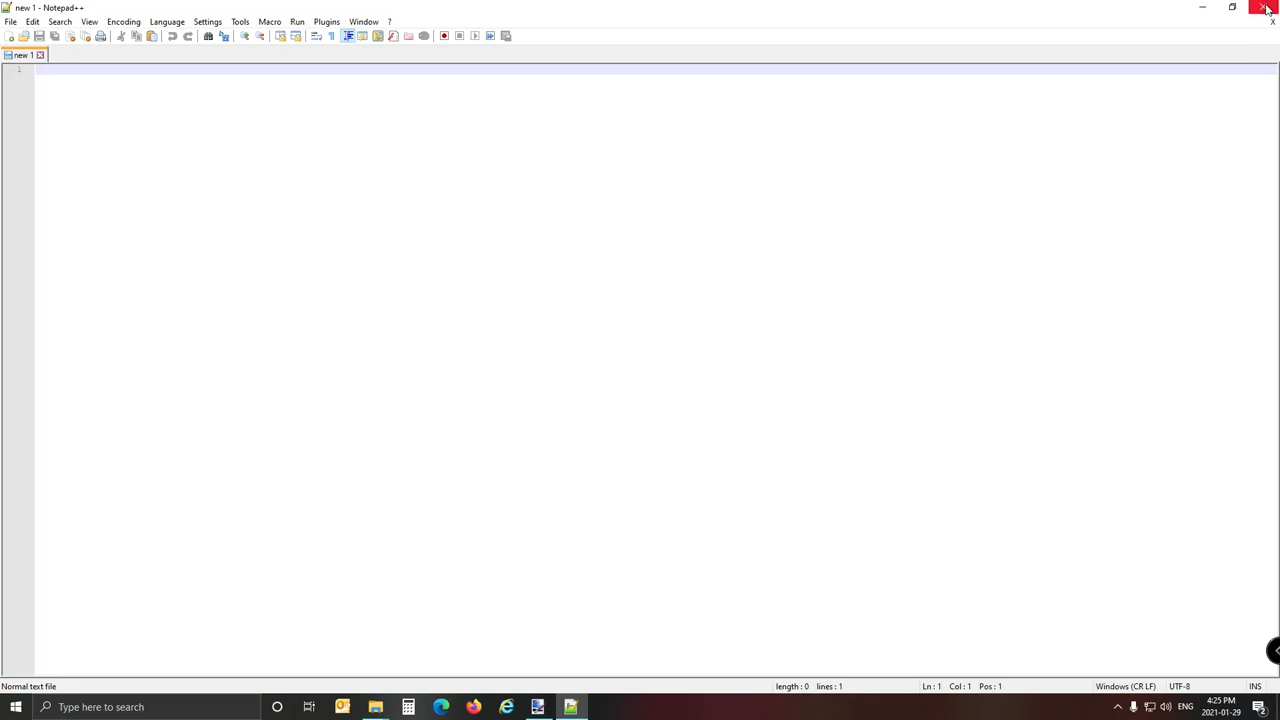 new 1 - Notepad++
File Edit Search View Encoding Language Settings Tools Macro Run Plugins Window ?
X
new 1
1
Normal text file length : 0 lines : 1 Ln : 1 Col : 1 Pos : 1 Windows (CR LF) UTF-8 INS
Type here to search
ENG
4:25 PM
2021-01-29
2